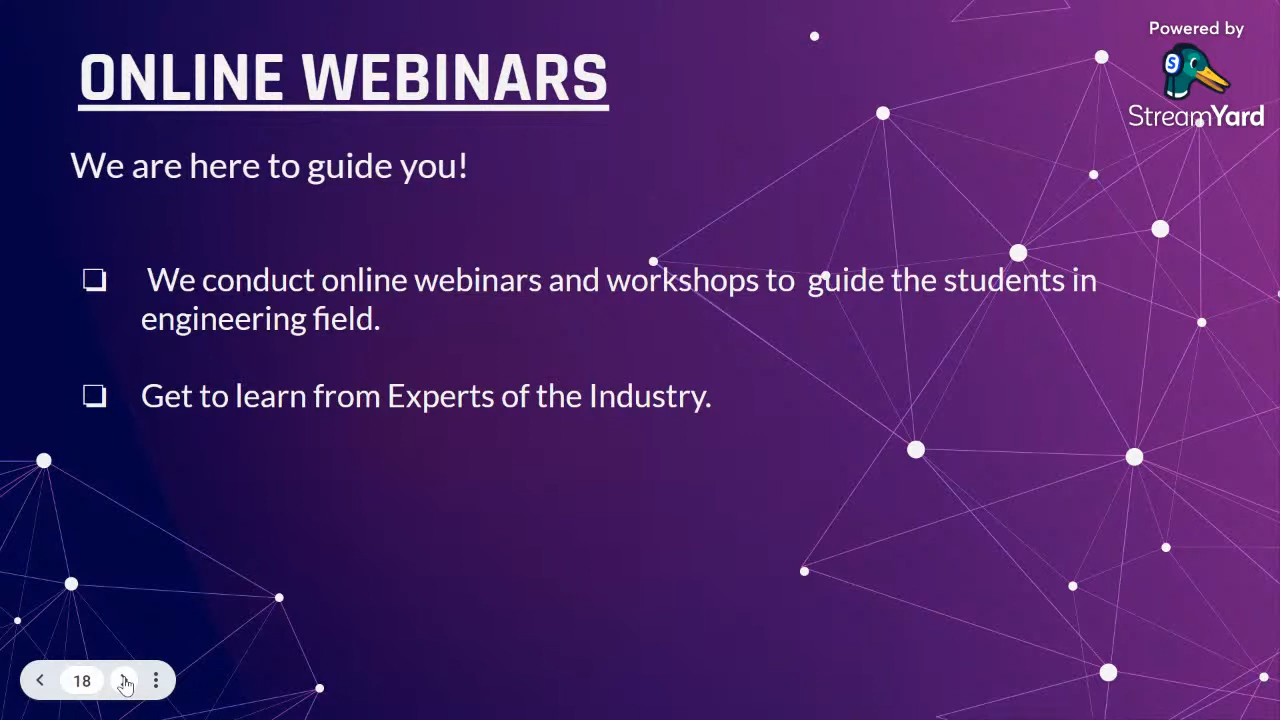 Powered by
StreamYard
ONLINE WEBINARS
We are here to guide you!
❏ We conduct online webinars and workshops to guide the students in
engineering field.
❏ Get to learn from Experts of the Industry.
18